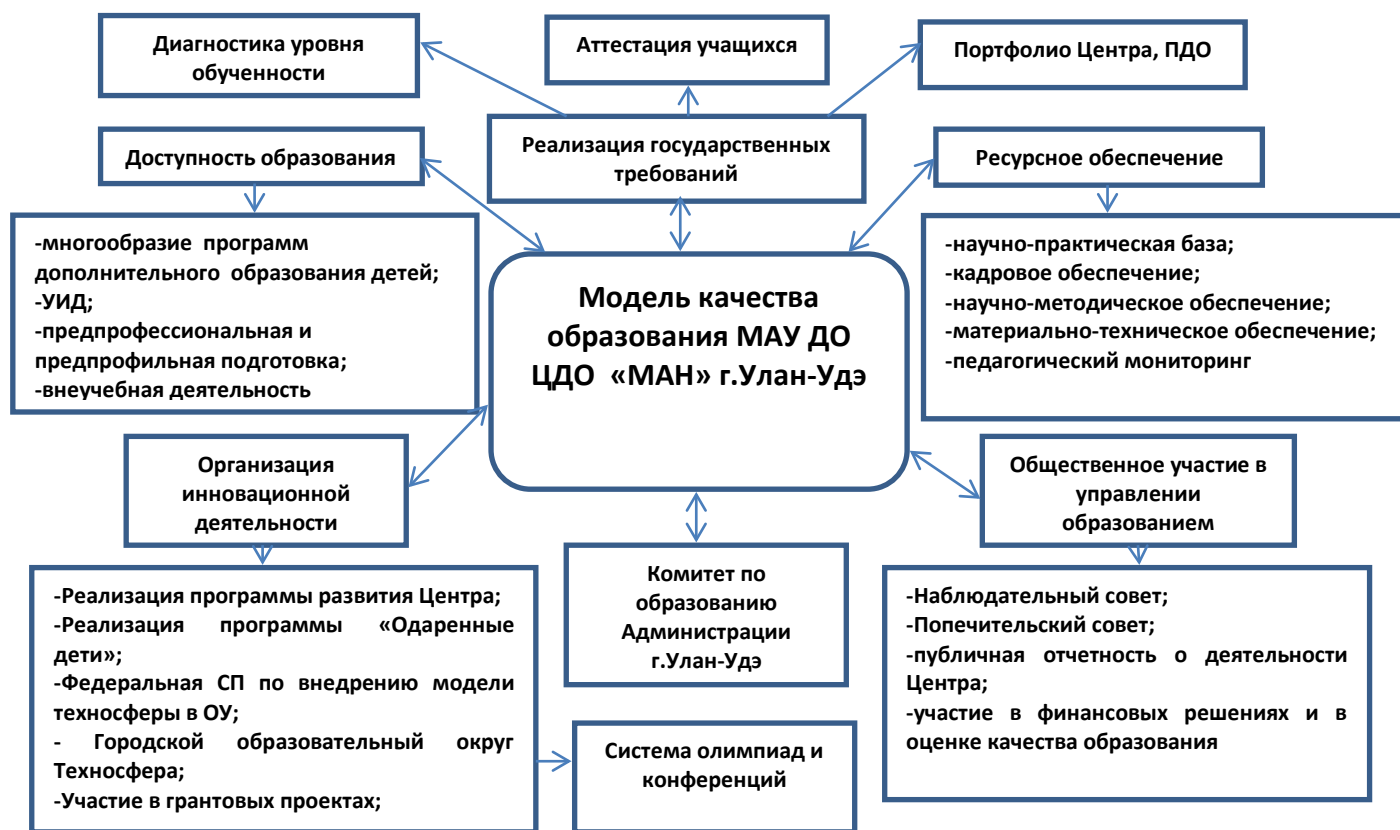 Диагностика уровня
обученности
Аттестация учащихся
Портфолио Центра, ПДО
Доступность образования
Реализация государственных
требований
Ресурсное обеспечение
-многообразие программ
дополнительного образования детей;
-УИД;
-предпрофессиональная и
предпрофильная подготовка;
-внеучебная деятельность
Модель качества
образования МАУ ДО
ЦДО «МАН» г.Улан-Удэ
-научно-практическая база;
-кадровое обеспечение;
-научно-методическое обеспечение;
-материально-техническое обеспечение;
-педагогический мониторинг
Организация
инновационной
деятельности
Общественное участие в
управлении
образованием
-Реализация программы развития Центра;
-Реализация программы «Одаренные
дети»;
-Федеральная СП по внедрению модели
техносферы в ОУ;
- Городской образовательный округ
Техносфера;
-Участие в грантовых проектах;
Комитет по
образованию
Администрации
г.Улан-Удэ
-Наблюдательный совет;
-Попечительский совет;
-публичная отчетность о деятельности
Центра;
-участие в финансовых решениях и в
оценке качества образования
Система олимпиад и
конференций